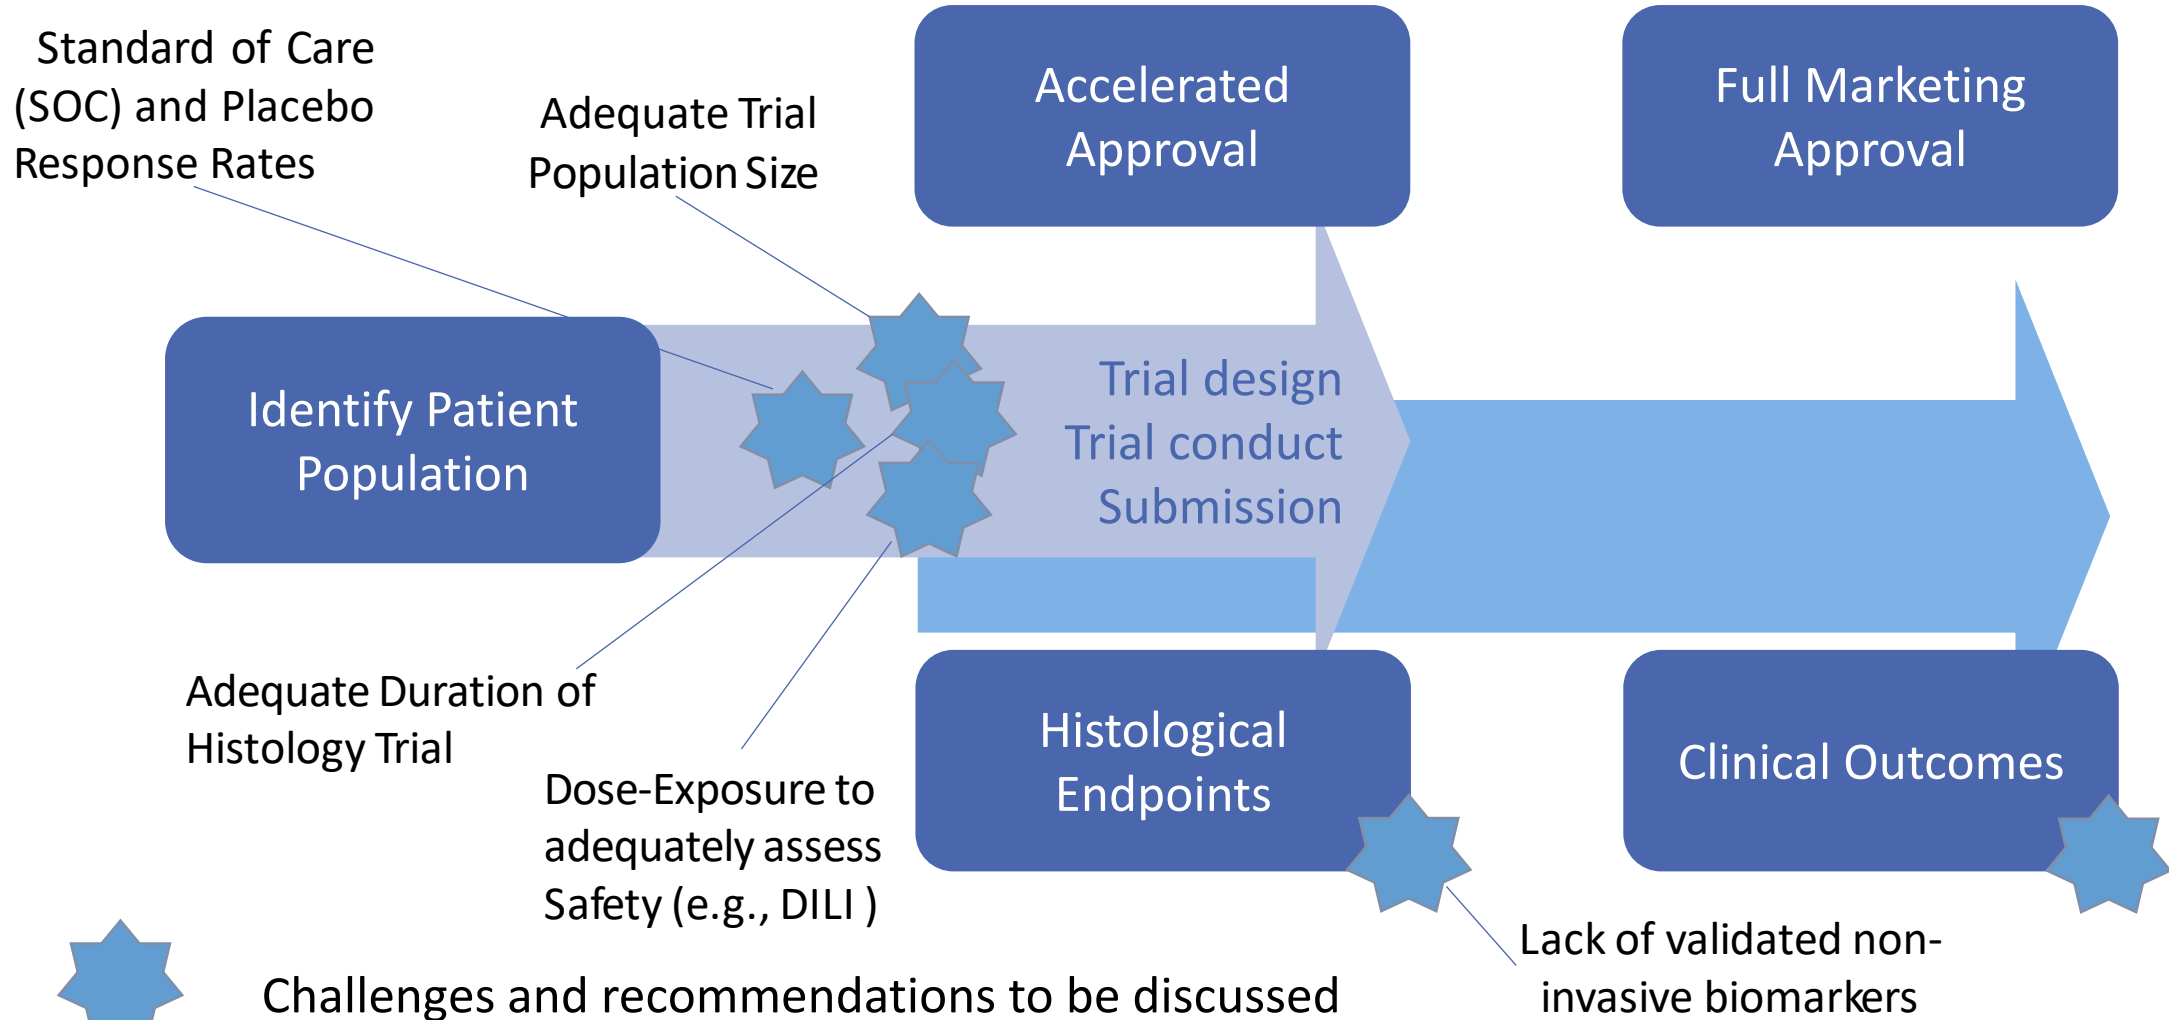 Standard of Care
(SOC) and Placebo
Response Rates
Adequate Trial
Population Size
Accelerated
Approval
Full Marketing
Approval
Identify Patient
Population
Trial design
Trial conduct
Submission
Adequate Duration of
Histology Trial
Dose-Exposure to
adequately assess
Safety (e.g., DILI )
Histological
Endpoints
Clinical Outcomes
Lack of validated non-
invasive biomarkers
Challenges and recommendations to be discussed